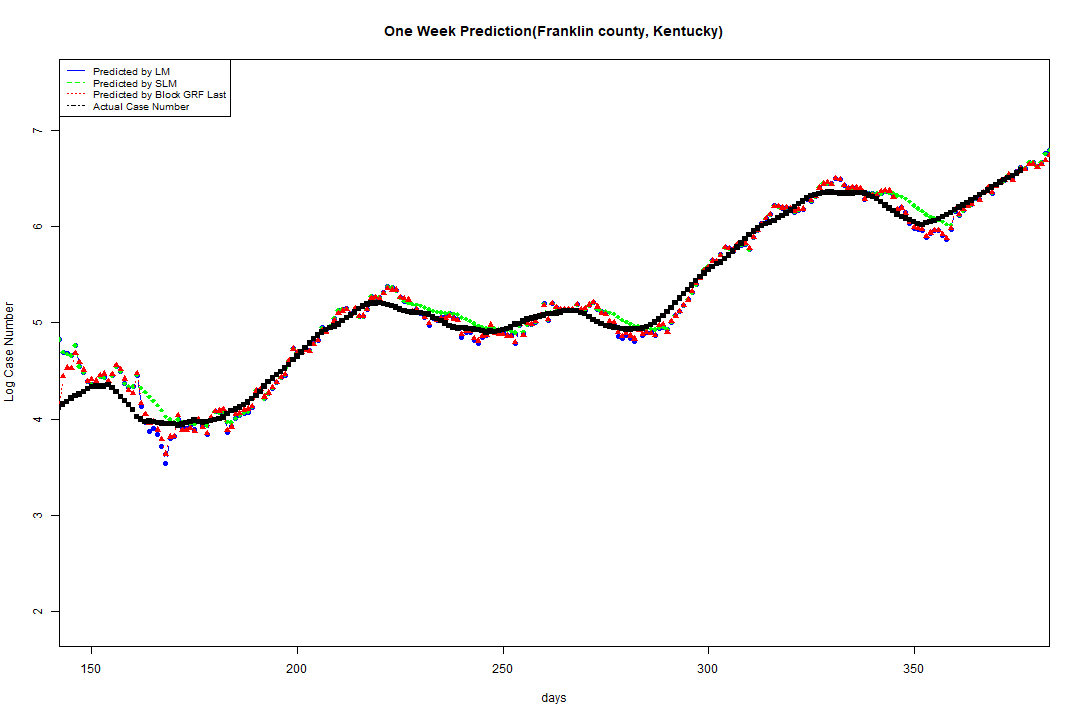 One Week Prediction(Franklin county, Kentucky)
Predicted by LM
Predicted by SLM
Predicted by Block GRF Last
Actual Case Number
7
6
5
4
3
2
Log Case Number
150 200 250 300 350
days